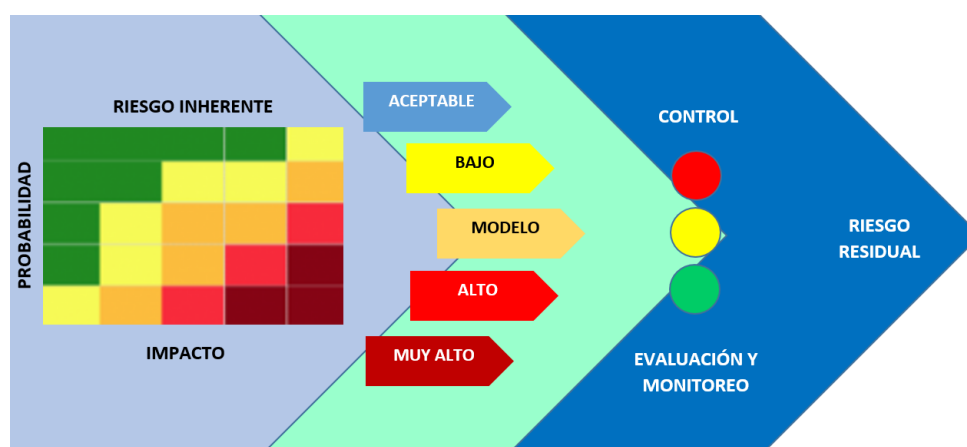 RIESGO INHERENTE
PROBABILIDAD
IMPACTO
ACEPTABLE
BAJO
MODELO
ALTO
MUY ALTO
CONTROL
EVALUACIÓN Y
MONITOREO
RIESGO
RESIDUAL